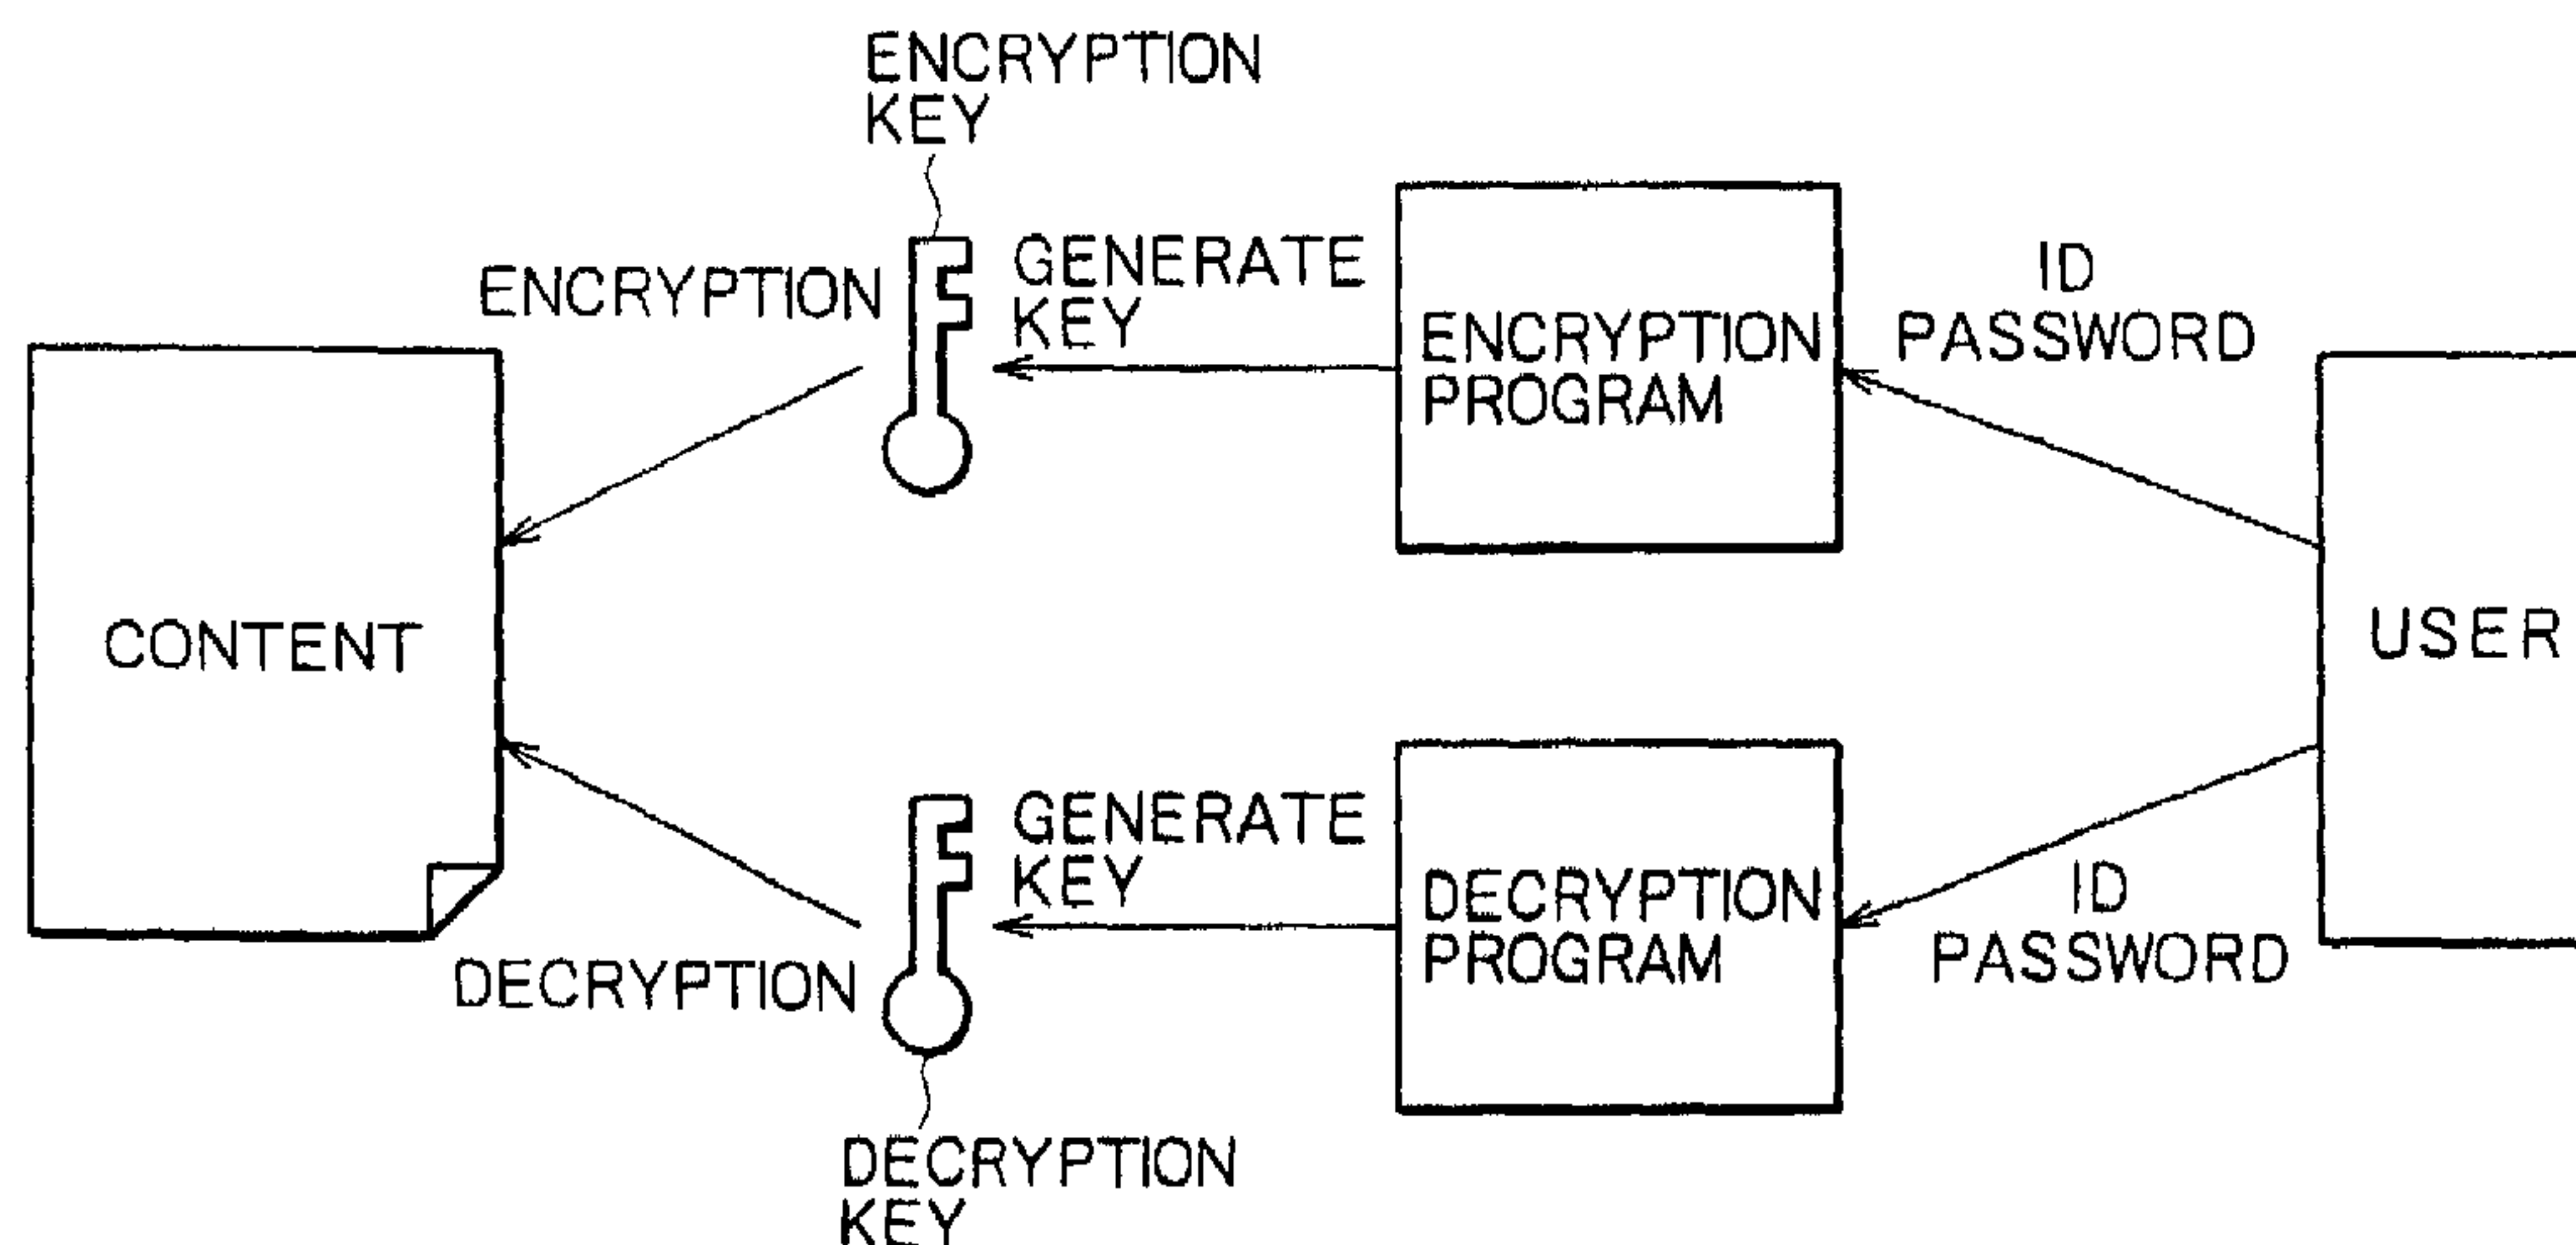 ENCRYPTION
KEY
ENCRYPTION
GENERATE
KEY
ENCRYPTION
PROGRAM
ID
PASSWORD
CONTENT
USER
DECRYPTION
GENERATE
KEY
DECRYPTION
PROGRAM
ID
PASSWORD
DECRYPTION
KEY